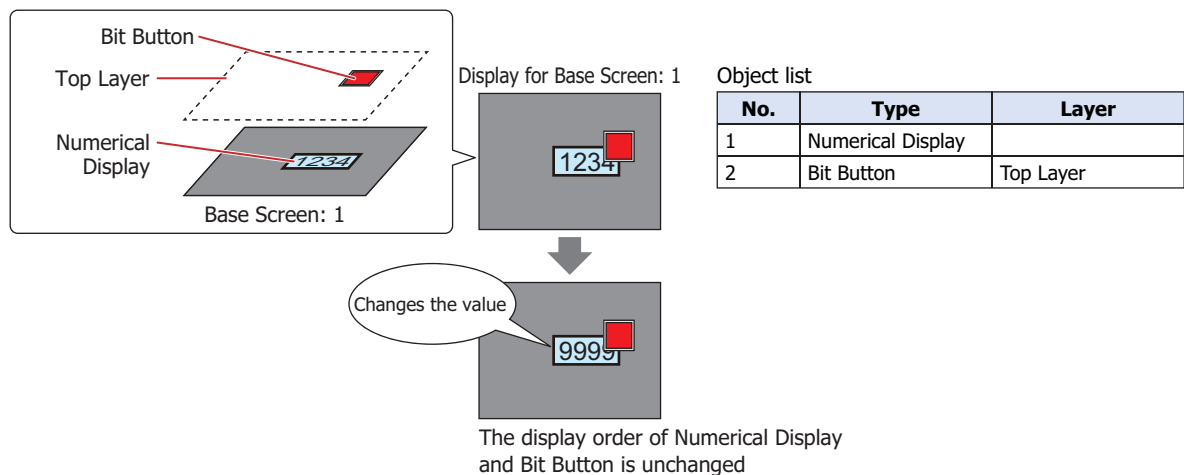 Bit Button
Top Layer
Numerical
Display
1234
Base Screen: 1
Display for Base Screen: 1
1234
Changes the value
9999
The display order of Numerical Display
and Bit Button is unchanged
Object list
No. Type Layer
1 Numerical Display
2 Bit Button Top Layer